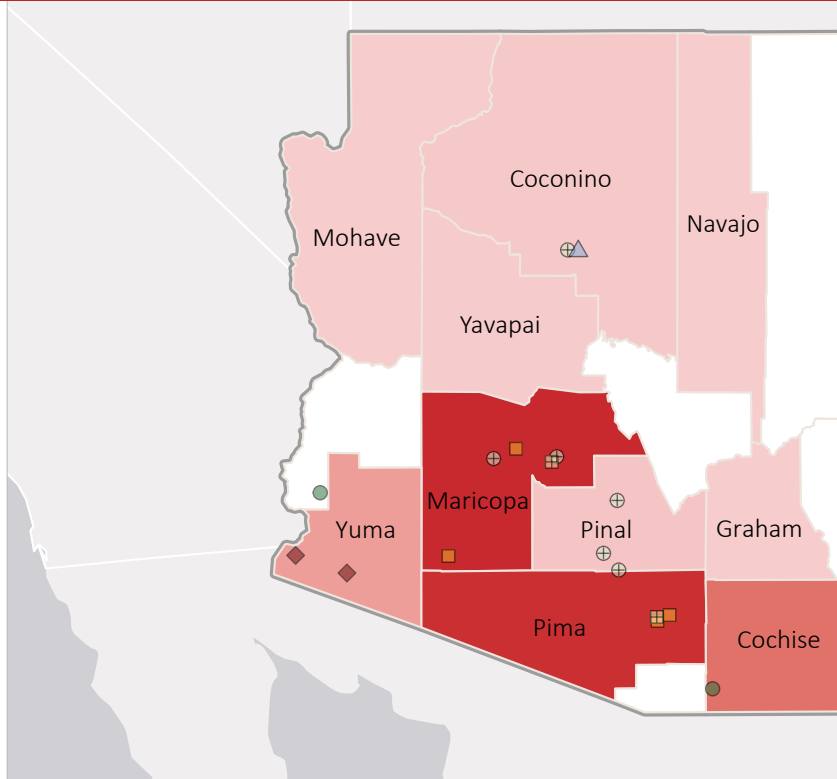 Coconino
Navajo
Mohave
Yavapai
Maricopa
Yuma
Pinal
Graham
Pima
Cochise